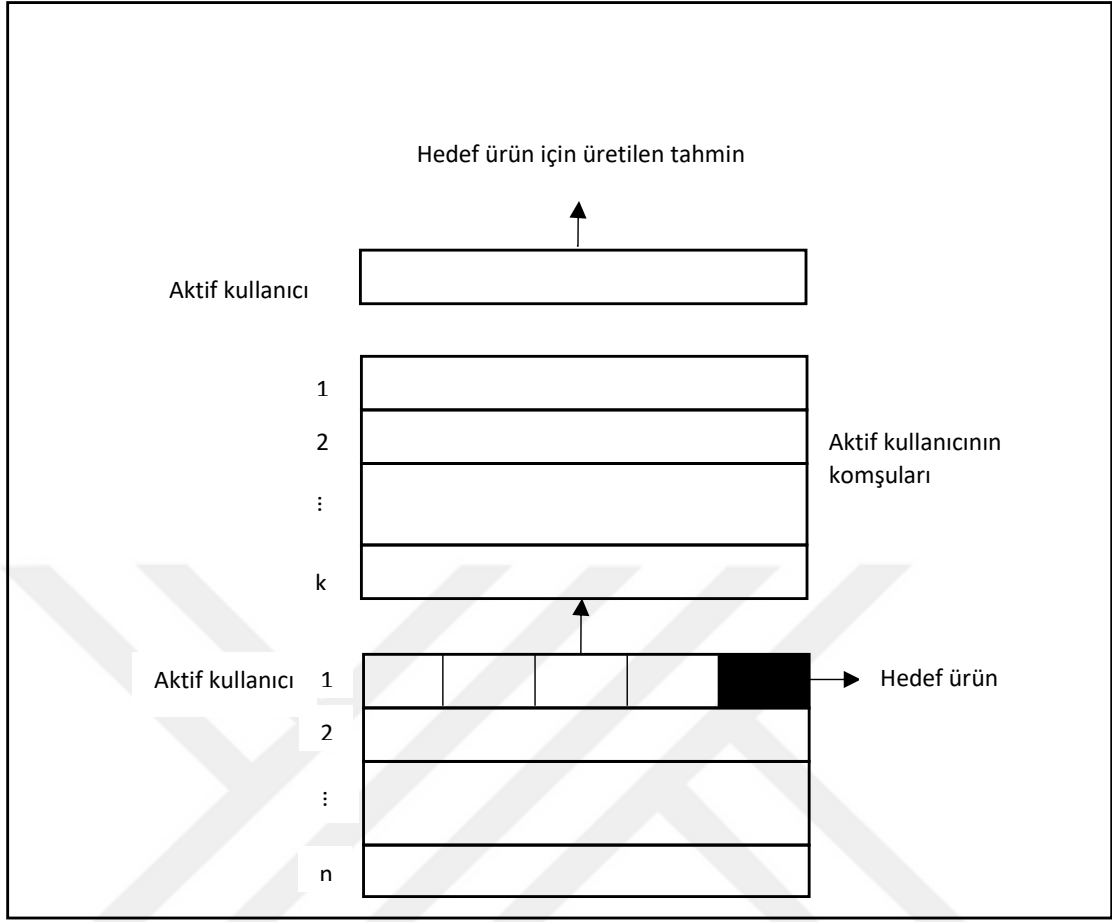 Hedef ürün için üretilen tahmin
Aktif kullanıcı
1
2
⋮
k
Aktif kullanıcının
komşuları
Aktif kullanıcı 1
Hedef ürün
2
⋮
n